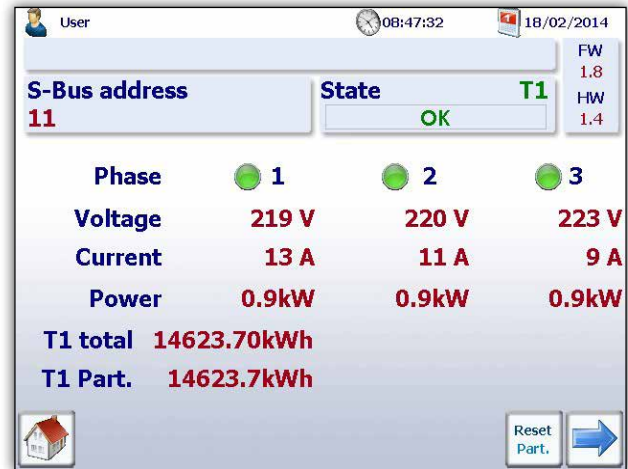 User 08:47:32 18/02/2014
FW
1.8
HW
1.4
S-Bus address
11
State T1
OK
Phase 1 2 3
Voltage 219 V 220 V 223 V
Current 13 A 11 A 9 A
Power 0.9kW 0.9kW 0.9kW
T1 total 14623.70kWh
T1 Part. 14623.7kWh
Reset
Part.